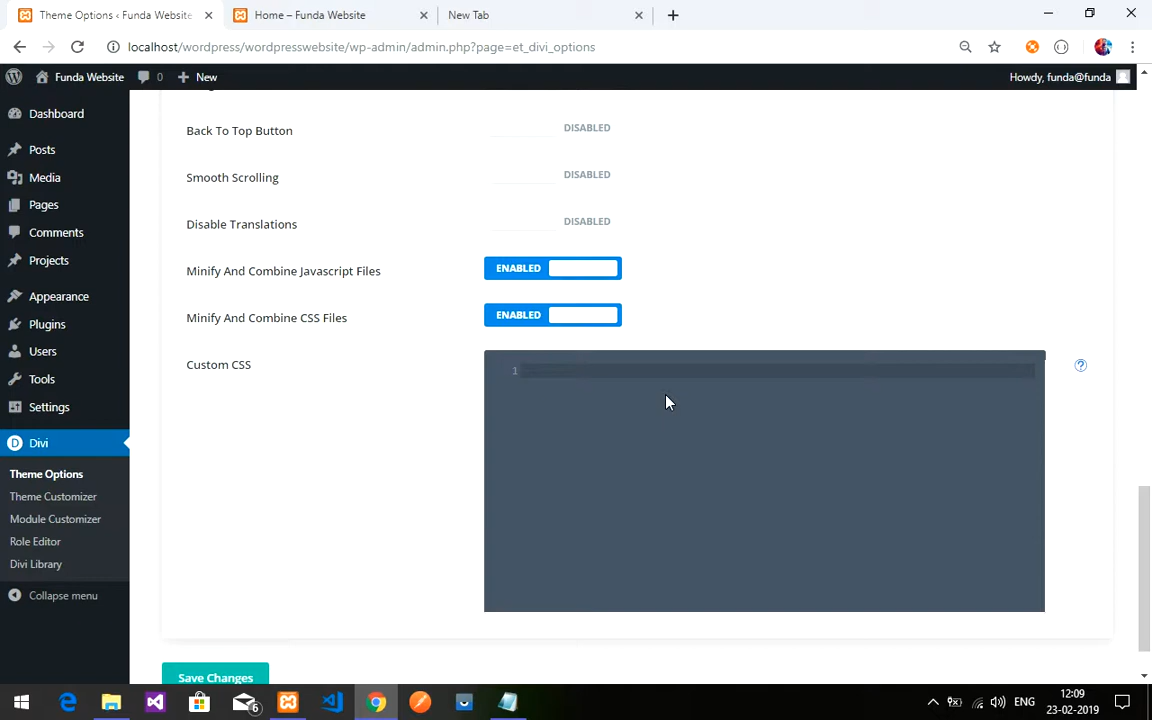 Theme Options ‹ Funda Website
Home – Funda Website
New Tab
localhost/wordpress/wordpresswebsite/wp-admin/admin.php?page=et_divi_options
Funda Website
0
New
Howdy, funda@funda
Dashboard
Posts
Media
Pages
Comments
Projects
Appearance
Plugins
Users
Tools
Settings
Divi
Theme Options
Theme Customizer
Module Customizer
Role Editor
Divi Library
Collapse menu
Back To Top Button
DISABLED
Smooth Scrolling
DISABLED
Disable Translations
DISABLED
Minify And Combine Javascript Files
ENABLED
Minify And Combine CSS Files
ENABLED
Custom CSS
1
?
Save Changes
6
ENG
12:09
23-02-2019